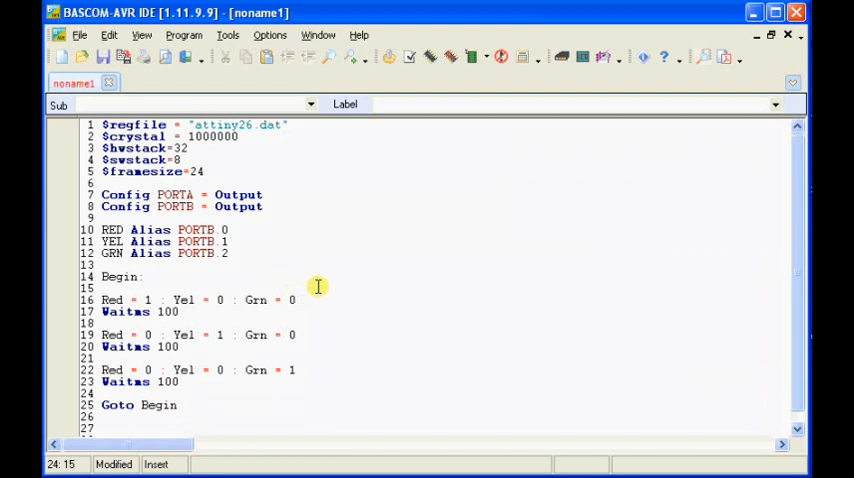 BASCOM-AVR IDE [1.11.9.9] - [noname1]
File Edit View Program Tools Options Window Help
noname1
Sub Label
1 $regfile = "attiny26.dat"
2 $crystal = 1000000
3 $hwstack=32
4 $swstack=8
5 $framesize=24
6
7 Config PORTA = Output
8 Config PORTB = Output
9
10 RED Alias PORTB.0
11 YEL Alias PORTB.1
12 GRN Alias PORTB.2
13
14 Begin:
15
16 Red = 1 : Yel = 0 : Grn = 0
17 Waitms 100
18
19 Red = 0 : Yel = 1 : Grn = 0
20 Waitms 100
21
22 Red = 0 : Yel = 0 : Grn = 1
23 Waitms 100
24
25 Goto Begin
26
27
24: 15 Modified Insert